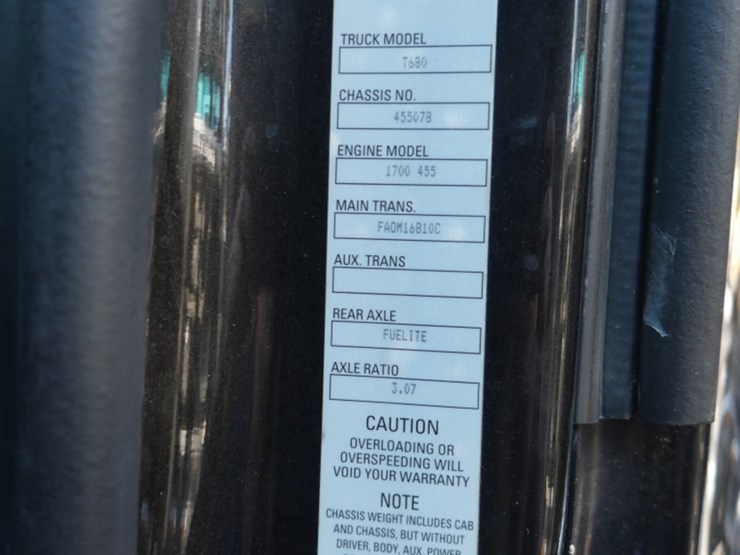 TRUCK MODEL
T680
CHASSIS NO.
455078
ENGINE MODEL
1700 455
MAIN TRANS.
FAOM16810C
AUX. TRANS
REAR AXLE
FUELITE
AXLE RATIO
3.07
CAUTION
OVERLOADING OR
OVERSPEEDING WILL
VOID YOUR WARRANTY
NOTE
CHASSIS WEIGHT INCLUDES CAB
AND CHASSIS, BUT WITHOUT
DRIVER, BODY, AUX. POWER